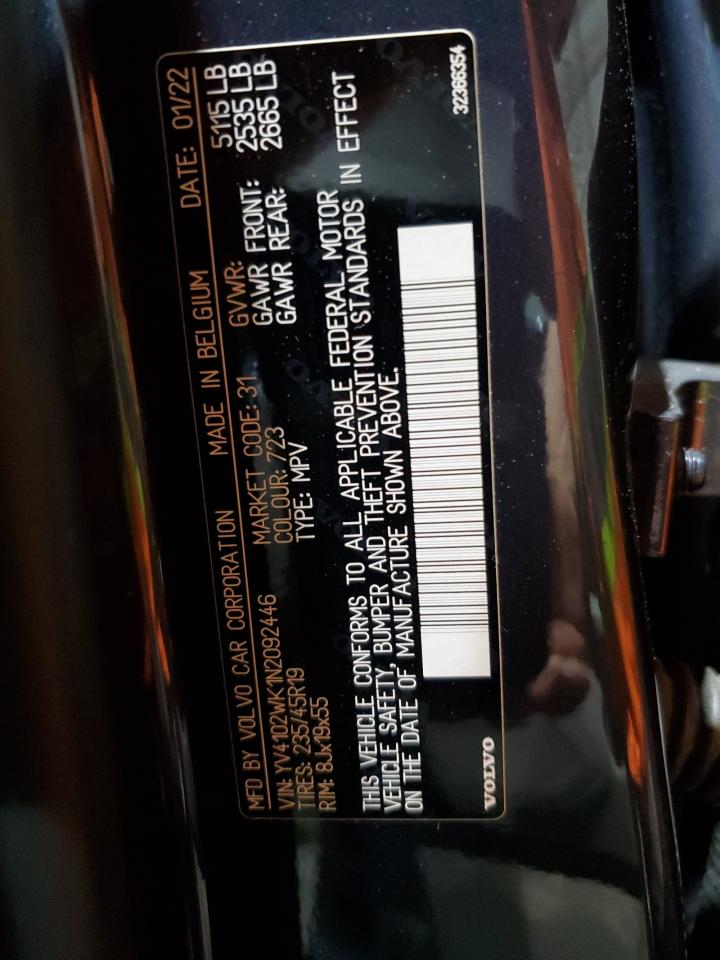 MFD BY VOLVO CAR CORPORATION MADE IN BELGIUM DATE: 01/22
VIN: YV4102WK1N2092446 MARKET CODE: 31 GVWR: 5115 LB
TIRES: 235/45R19 COLOUR: 723 GAWR FRONT: 2535 LB
RIM: 8Jx19x55 TYPE: MPV GAWR REAR: 2665 LB
THIS VEHICLE CONFORMS TO ALL APPLICABLE FEDERAL MOTOR
VEHICLE SAFETY, BUMPER AND THEFT PREVENTION STANDARDS IN EFFECT
ON THE DATE OF MANUFACTURE SHOWN ABOVE.
VOLVO 32366354